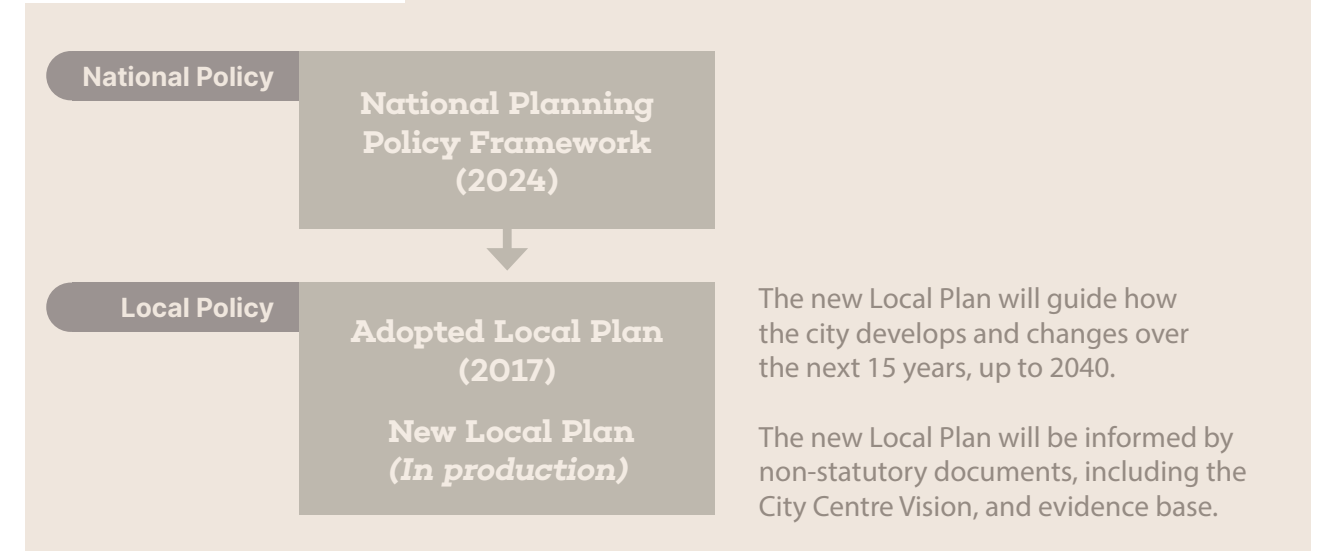 National Policy
National Planning
Policy Framework
(2024)
Local Policy
Adopted Local Plan
(2017)
New Local Plan
(In production)
The new Local Plan will guide how
the city develops and changes over
the next 15 years, up to 2040.
The new Local Plan will be informed by
non-statutory documents, including the
City Centre Vision, and evidence base.